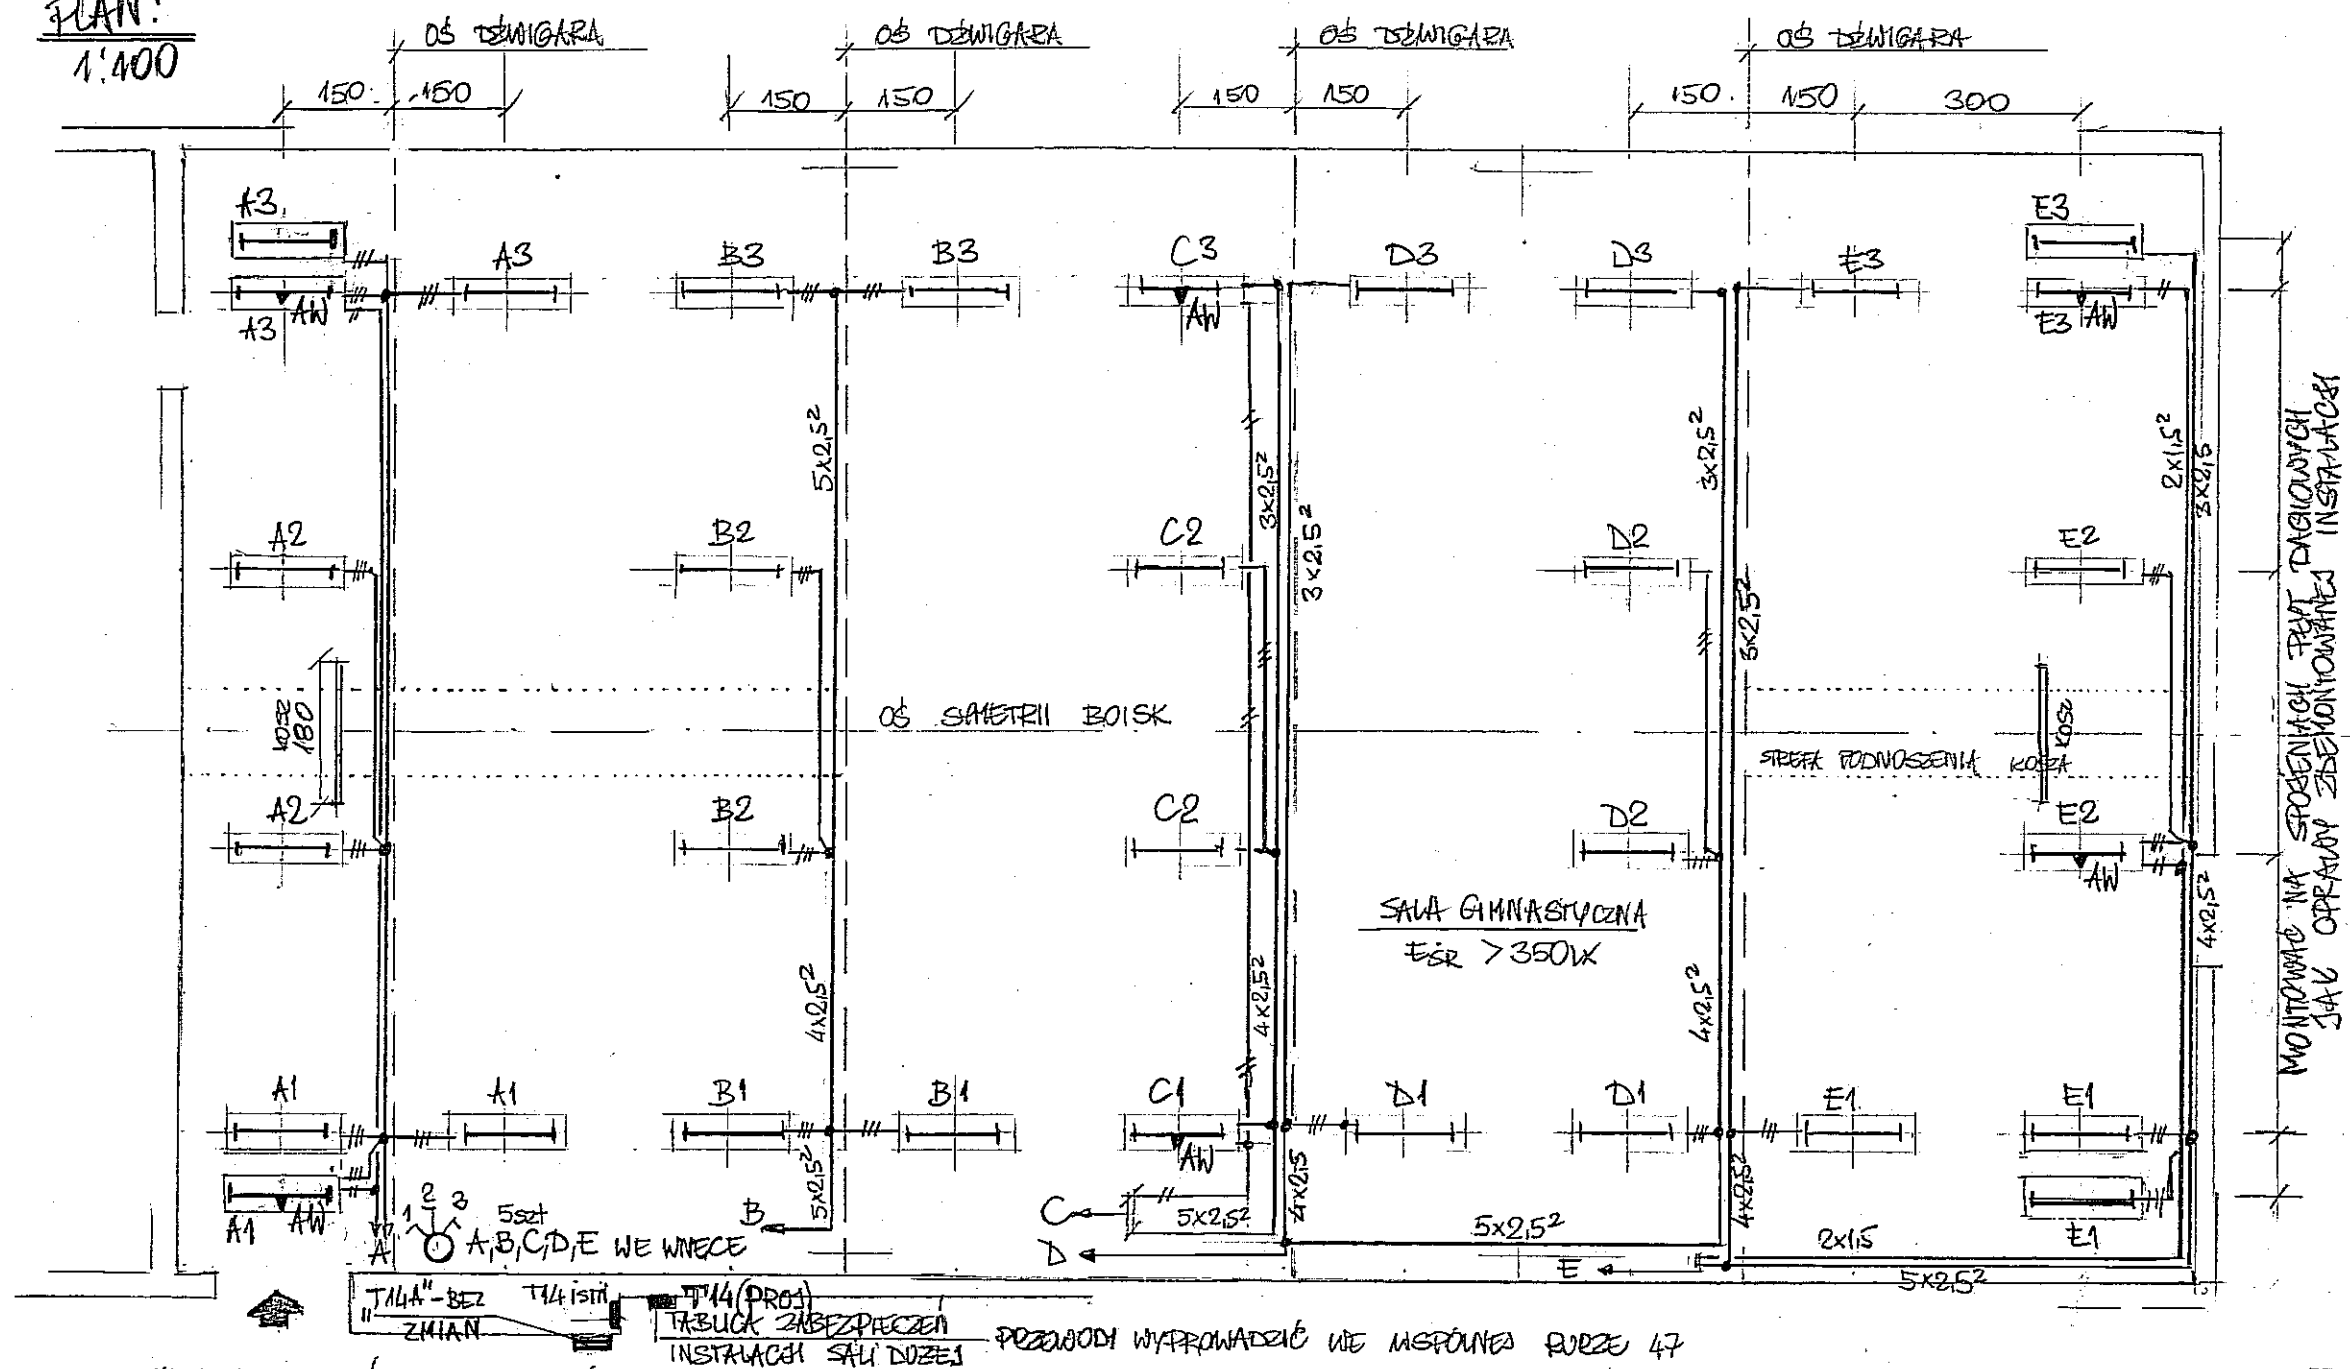 PLAN:
1:100
OŚ DŹWIGARA
OŚ DŹWIGARA
OŚ DŹWIGARA
OŚ DŹWIGARA
150
150
150
150
150
150
150
150
300
A3
A3
B3
B3
C3
D3
D3
E3
E3
A3
AW
AW
E3
AW
5x2,5²
3x2,5²
3x2,5²
3x2,5²
5x2,5²
2x1,5²
3x2,5
A2
B2
C2
D2
E2
KOSZ
180
OŚ SYMETRII BOISK
STREFA PODNOSZENIA KOSZA
KOSZ
A2
B2
C2
D2
E2
AW
SALA GIMNASTYCZNA
EŚR >350LX
4x2,5²
4x2,5²
4x2,5²
4x2,5²
MONTOWAĆ NA SPOJENIACH PŁYT DACHOWYCH
JAK OPRAWY ZDEMONTOWANEJ INSTALACJI
A1
A1
B1
B1
C1
D1
D1
E1
E1
AW
A1
AW
E1
5x2,5²
5x2,5²
4x2,5
4x2,5²
A
1
2
3
5szt
A,B,C,D,E WE WNĘCE
B
C
D
E
5x2,5²
2x1,5
5x2,5²
"T14A"-BEZ
ZMIAN
T14 istn
T14 (PROJ)
TABLICA ZABEZPIECZEŃ
INSTALACJI SALI DUŻEJ
PRZEWODY WYPROWADZIĆ WE WSPÓLNEJ RURZE 47